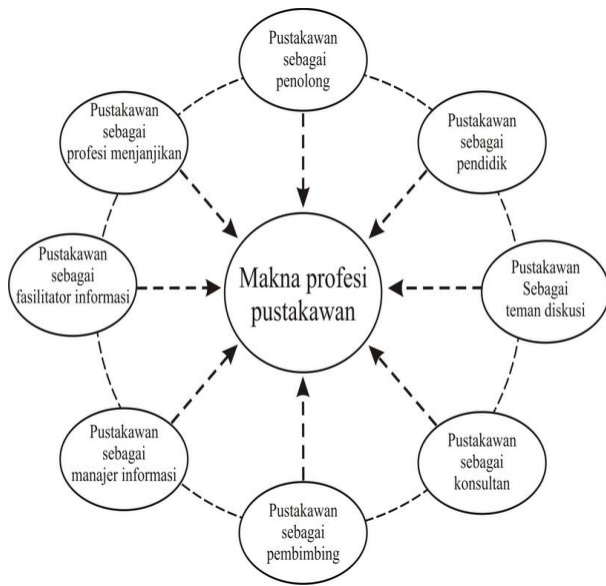 Pustakawan
sebagai
penolong
Pustakawan
sebagai
profesi menjanjikan
Pustakawan
sebagai
pendidik
Pustakawan
sebagai
fasilitator informasi
Makna profesi
pustakawan
Pustakawan
Sebagai
teman diskusi
Pustakawan
sebagai
manajer informasi
Pustakawan
sebagai
konsultan
Pustakawan
sebagai
pembimbing